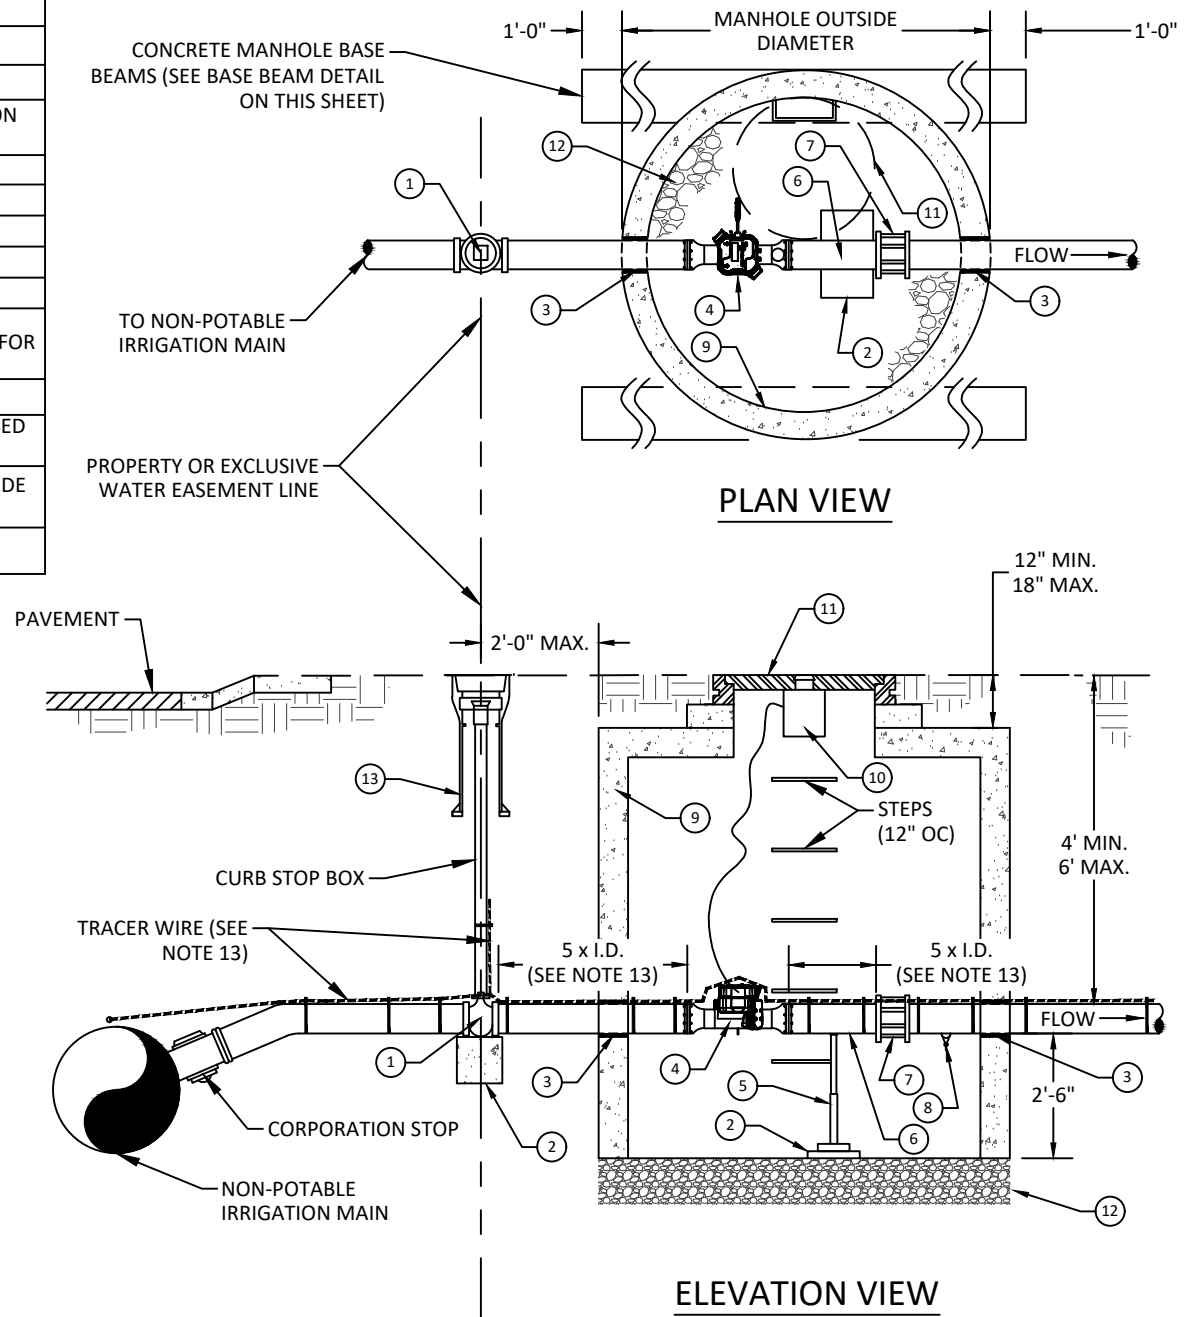 ON
FOR
SED
DE
1'-0"
MANHOLE OUTSIDE
DIAMETER
1'-0"
CONCRETE MANHOLE BASE
BEAMS (SEE BASE BEAM DETAIL
ON THIS SHEET)
12
7
1
6
11
FLOW
3
4
3
TO NON-POTABLE
IRRIGATION MAIN
9
2
PROPERTY OR EXCLUSIVE
WATER EASEMENT LINE
PLAN VIEW
12" MIN.
18" MAX.
PAVEMENT
11
2'-0" MAX.
13
10
9
STEPS
(12" OC)
4' MIN.
6' MAX.
CURB STOP BOX
TRACER WIRE (SEE
NOTE 13)
5 x I.D.
(SEE NOTE 13)
5 x I.D.
(SEE NOTE 13)
FLOW
1
3
4
5
7
3
8
2'-6"
CORPORATION STOP
2
2
6
NON-POTABLE
IRRIGATION MAIN
12
ELEVATION VIEW